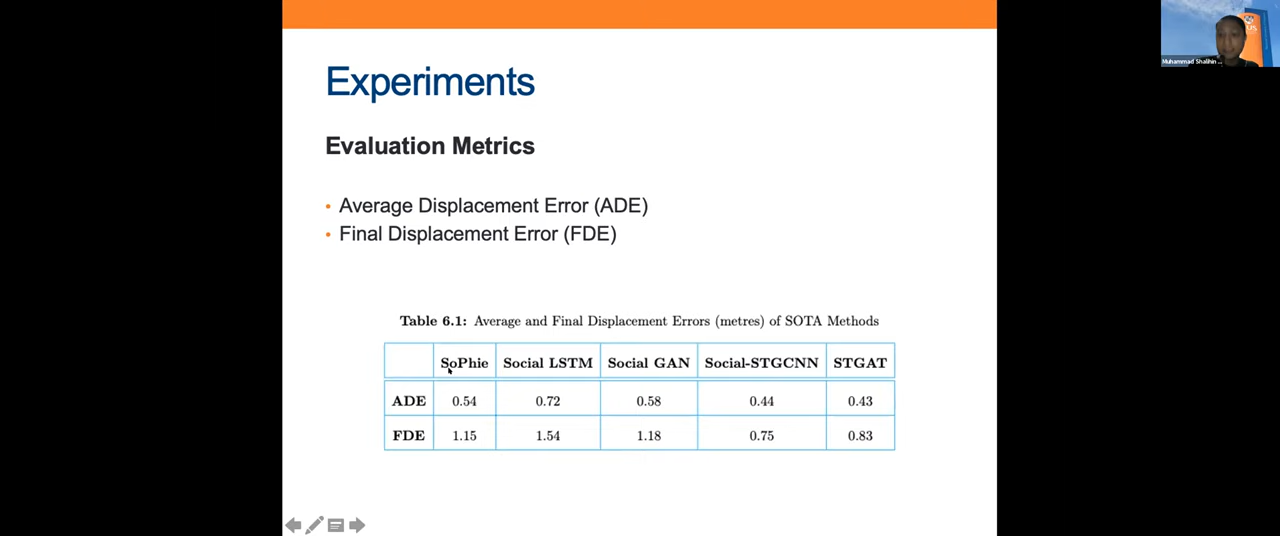 Experiments
Evaluation Metrics
• Average Displacement Error (ADE)
• Final Displacement Error (FDE)
Table 6.1: Average and Final Displacement Errors (metres) of SOTA Methods
SoPhie Social LSTM Social GAN Social-STGCNN STGAT
ADE 0.54 0.72 0.58 0.44 0.43
FDE 1.15 1.54 1.18 0.75 0.83
Muhammad Shalihin ...